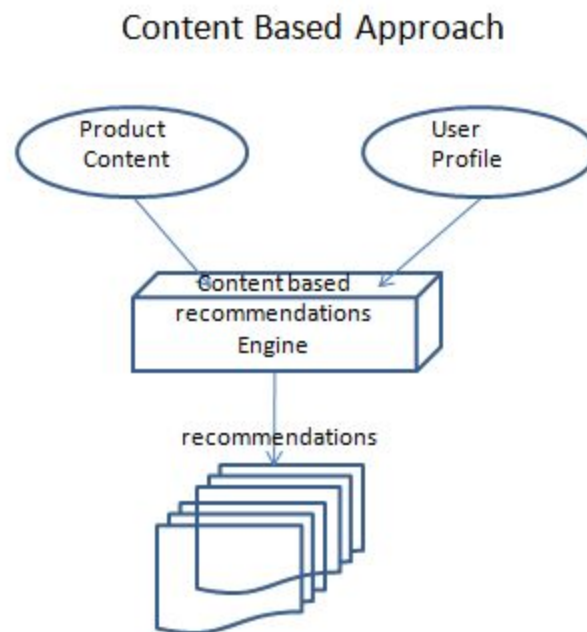 Content Based Approach
Product
Content
User
Profile
Content based
recommendations
Engine
recommendations